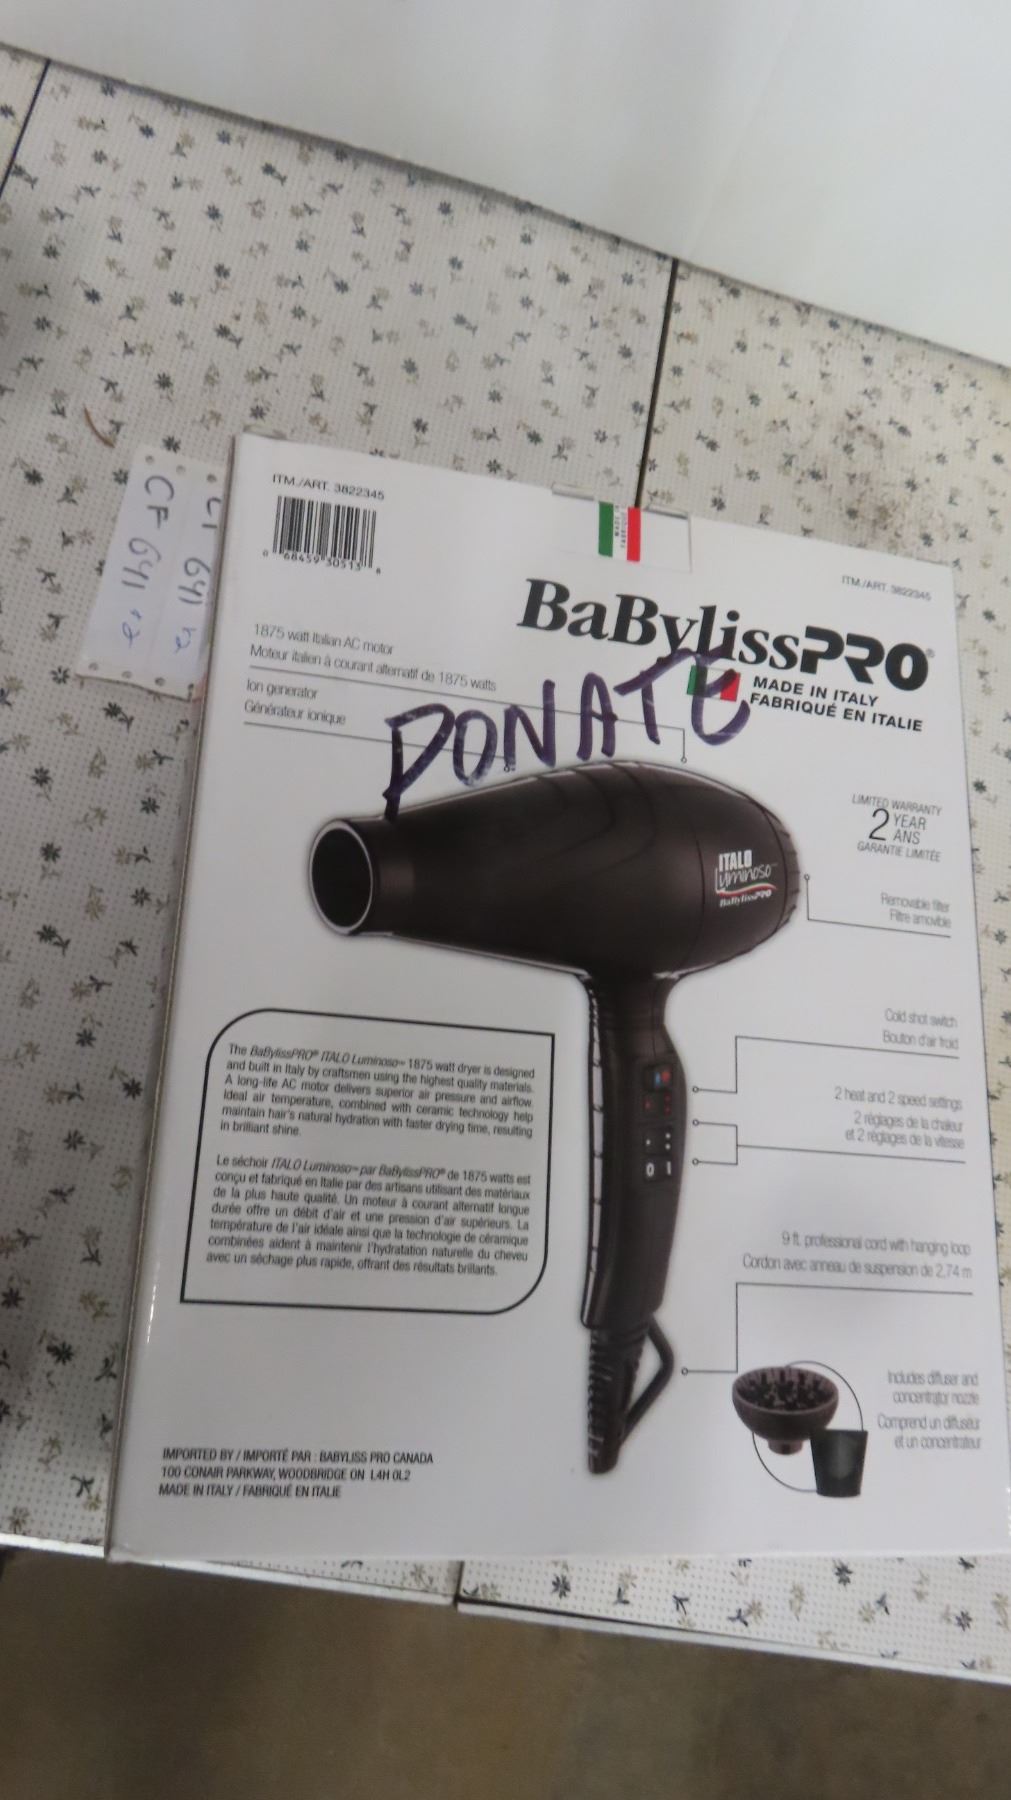 ITM./ART. 3822345
0 68459 30513 8
CF 641
641
ITM./ART. 3822345
BaBylissPRO®
MADE IN ITALY
FABRIQUÉ EN ITALIE
1875 watt Italian AC motor
Moteur italien à courant alternatif de 1875 watts
Ion generator
Générateur ionique
DONATE
LIMITED WARRANTY
2 YEAR
ANS
GARANTIE LIMITÉE
ITALO
Luminoso™
BaBylissPRO
Removable filter
Filtre amovible
Cold shot switch
Bouton d'air froid
2 heat and 2 speed settings
2 réglages de la chaleur
et 2 réglages de la vitesse
0 I
9 ft. professional cord with hanging loop
Cordon avec anneau de suspension de 2,74 m
Includes diffuser and
concentrator nozzle
Comprend un diffuseur
et un concentrateur
The BaBylissPRO® ITALO Luminoso™ 1875 watt dryer is designed
and built in Italy by craftsmen using the highest quality materials.
A long-life AC motor delivers superior air pressure and airflow.
Ideal air temperature, combined with ceramic technology help
maintain hair's natural hydration with faster drying time, resulting
in brilliant shine.
Le séchoir ITALO Luminoso™ par BaBylissPRO® de 1875 watts est
conçu et fabriqué en Italie par des artisans utilisant des matériaux
de la plus haute qualité. Un moteur à courant alternatif longue
durée offre un débit d'air et une pression d'air supérieurs. La
température de l'air idéale ainsi que la technologie de céramique
combinées aident à maintenir l'hydratation naturelle du cheveu
avec un séchage plus rapide, offrant des résultats brillants.
IMPORTED BY / IMPORTÉ PAR : BABYLISS PRO CANADA
100 CONAIR PARKWAY, WOODBRIDGE ON L4H 0L2
MADE IN ITALY / FABRIQUÉ EN ITALIE